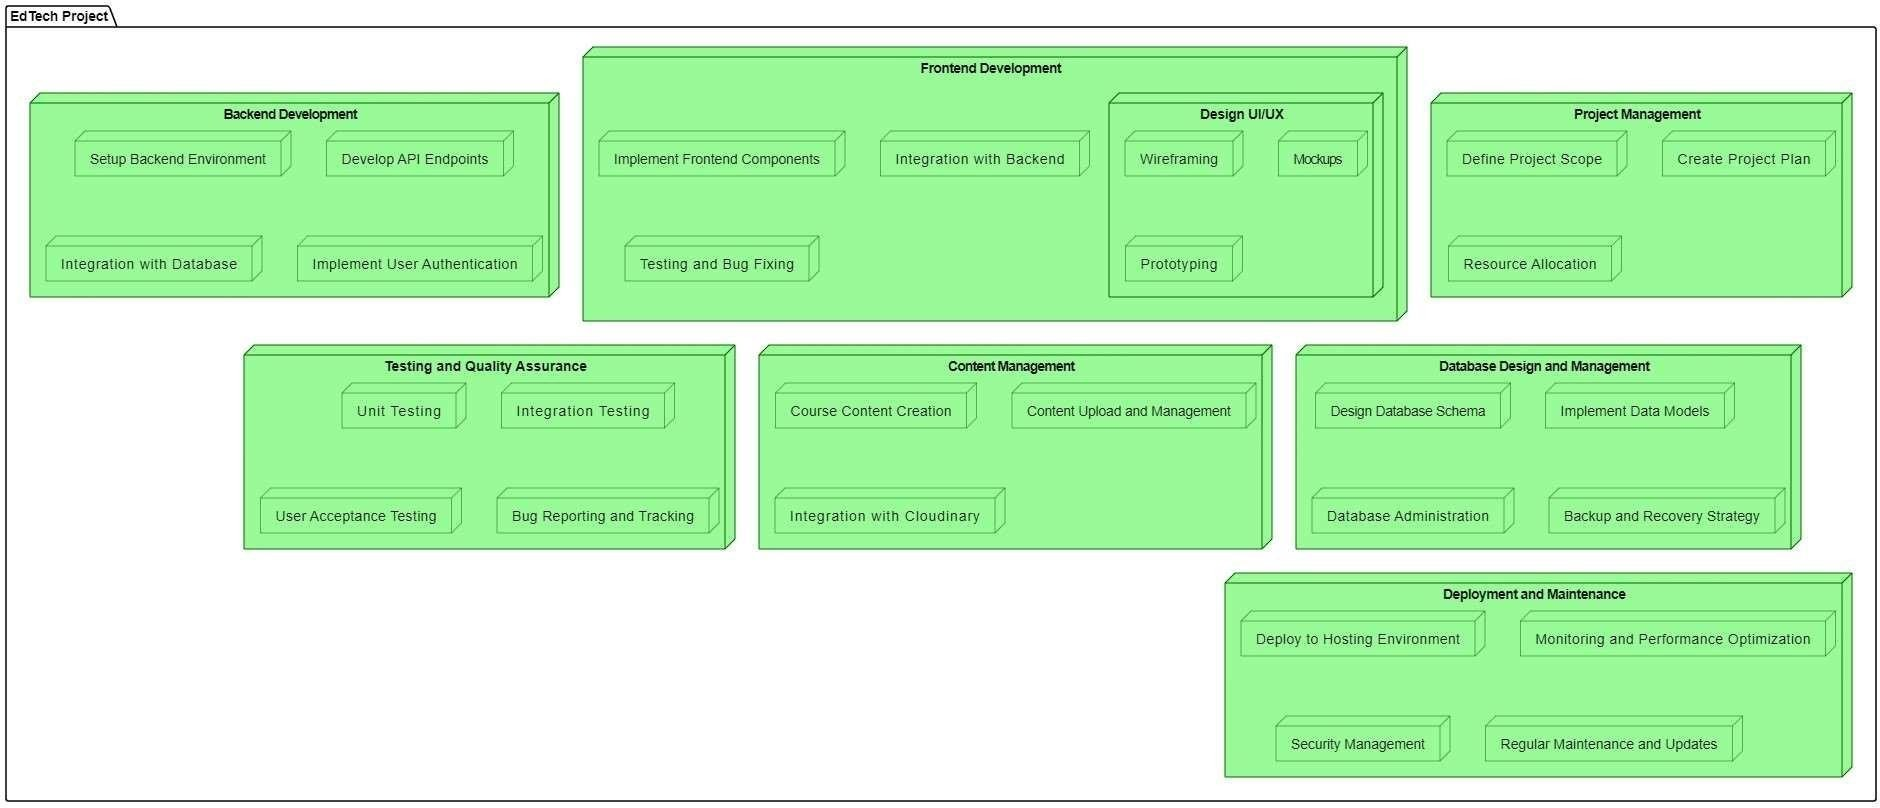 EdTech Project
Frontend Development
Backend Development
Design UI/UX
Project Management
Setup Backend Environment
Develop API Endpoints
Implement Frontend Components
Integration with Backend
Wireframing
Mockups
Define Project Scope
Create Project Plan
Integration with Database
Implement User Authentication
Testing and Bug Fixing
Prototyping
Resource Allocation
Testing and Quality Assurance
Content Management
Database Design and Management
Unit Testing
Integration Testing
Course Content Creation
Content Upload and Management
Design Database Schema
Implement Data Models
User Acceptance Testing
Bug Reporting and Tracking
Integration with Cloudinary
Database Administration
Backup and Recovery Strategy
Deployment and Maintenance
Deploy to Hosting Environment
Monitoring and Performance Optimization
Security Management
Regular Maintenance and Updates